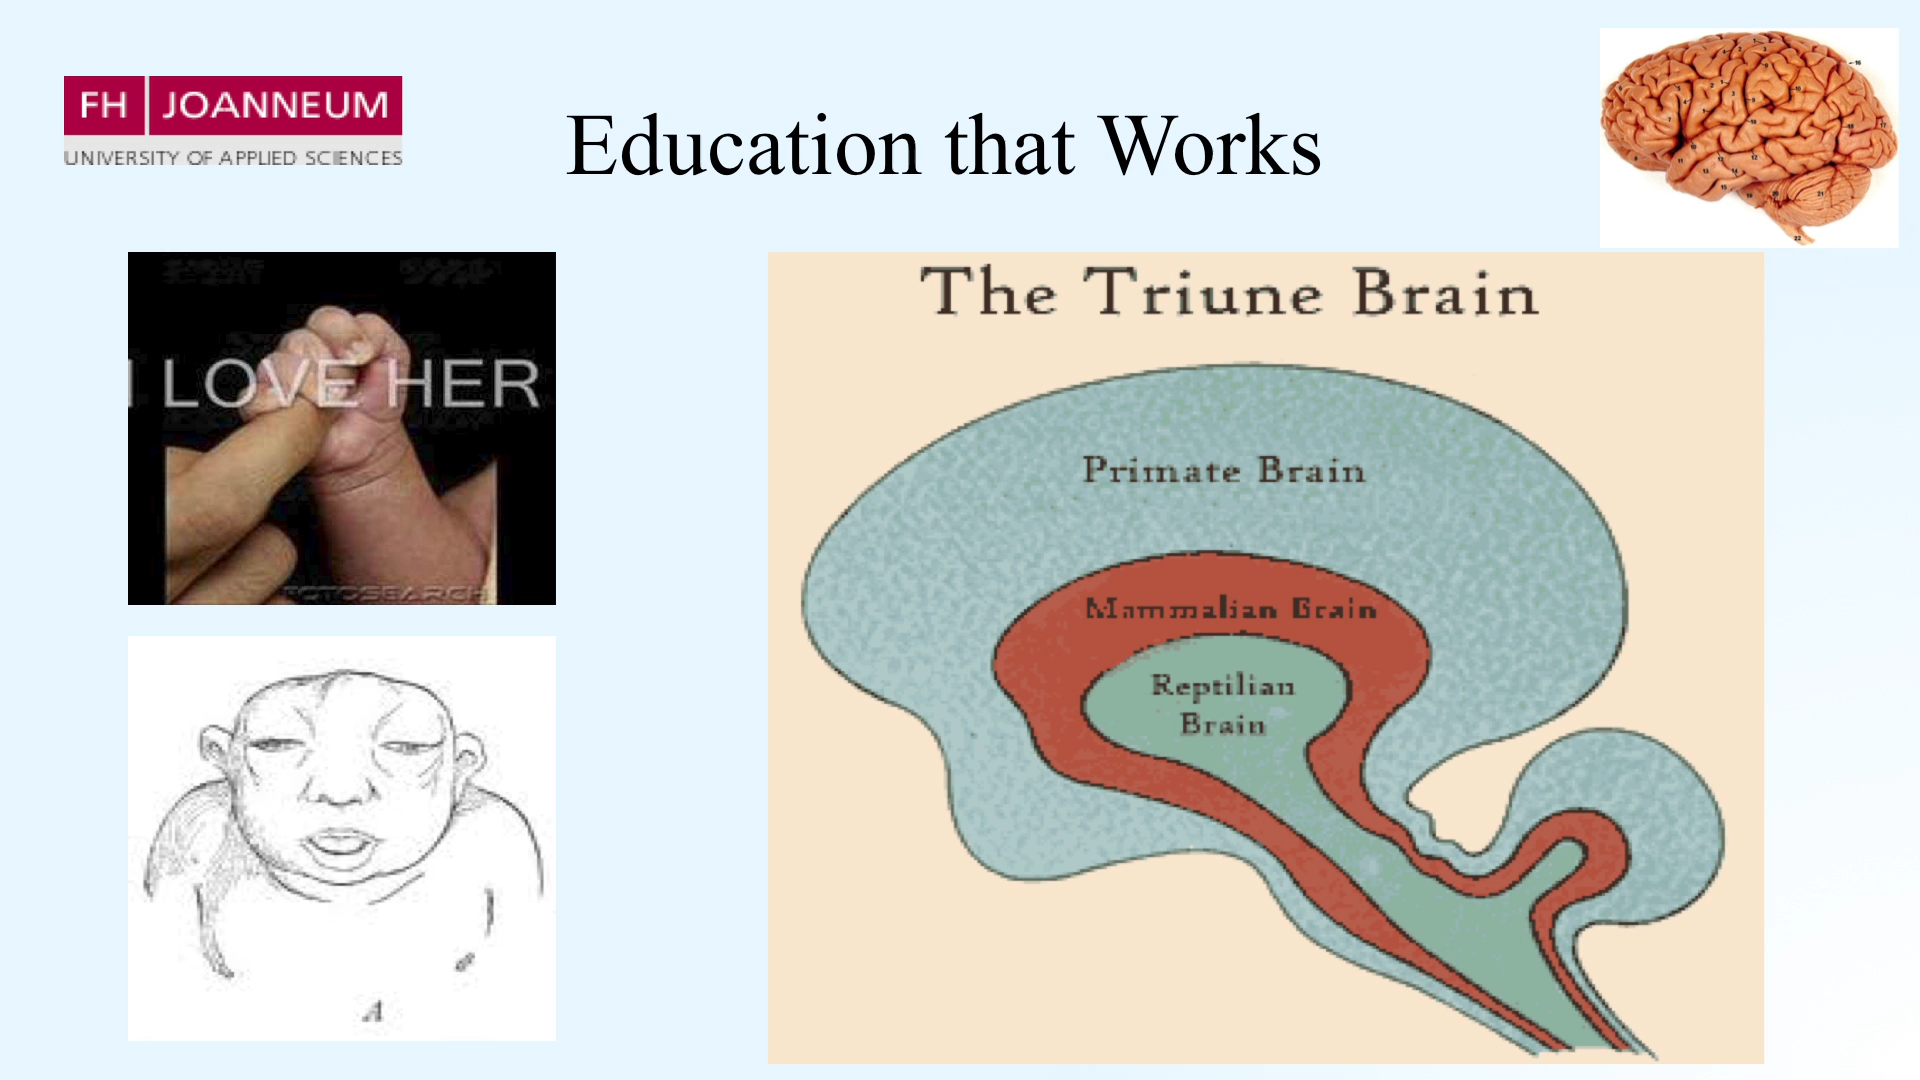 FH JOANNEUM
UNIVERSITY OF APPLIED SCIENCES
Education that Works
I LOVE HER
FOTOSEARCH
A
The Triune Brain
Primate Brain
Mammalian Brain
Reptilian
Brain